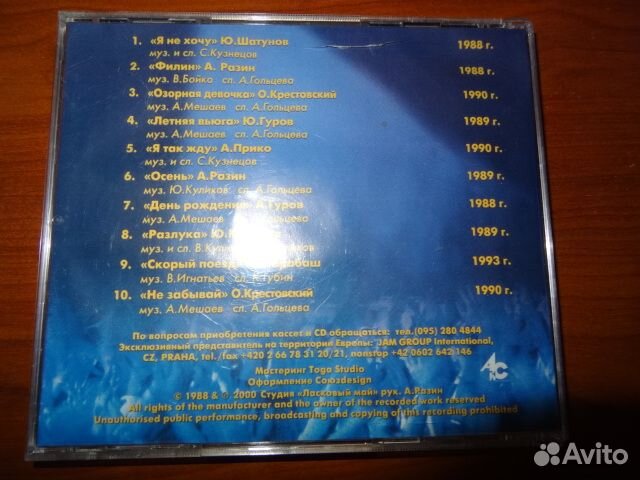 1. «Я не хочу» Ю.Шатунов 1988 г.
муз. и сл. С.Кузнецов
2. «Филин» А. Разин 1988 г.
муз. В.Бойко сл. А.Гольцева
3. «Озорная девочка» О.Крестовский 1990 г.
муз. А.Мешаев сл. А.Гольцева
4. «Летняя вьюга» Ю.Гуров 1989 г.
муз. А.Мешаев сл. А.Гольцева
5. «Я так жду» А.Прико 1990 г.
муз. и сл. С.Кузнецов
6. «Осень» А.Разин 1989 г.
муз. Ю.Куликов сл. А.Гольцева
7. «День рождения» А.Гуров 1988 г.
муз. А.Мешаев сл. А.Гольцева
8. «Разлука» 1989 г.
муз. и сл.
9. «Скорый поезд» 1993 г.
муз. В.Игнатьев сл.
10. «Не забывай» О.Крестовский 1990 г.
муз. А.Мешаев сл. А.Гольцева
По вопросам приобретения кассет и CD обращаться: тел.(095) 280 4844
Эксклюзивный представитель на территории Европы: JAM GROUP International,
CZ, PRAHA, tel./fax +420 2 66 78 31 20/21, nonstop +42 0602 642 146
Мастеринг Toga Studio
Оформление Союздesign
© 1988 & ℗ 2000 Студия «Ласковый май» рук. А.Разин
All rights of the manufacturer and the owner of the recorded work reserved
Unauthorised public performance, broadcasting and copying of this recording prohibited
Avito